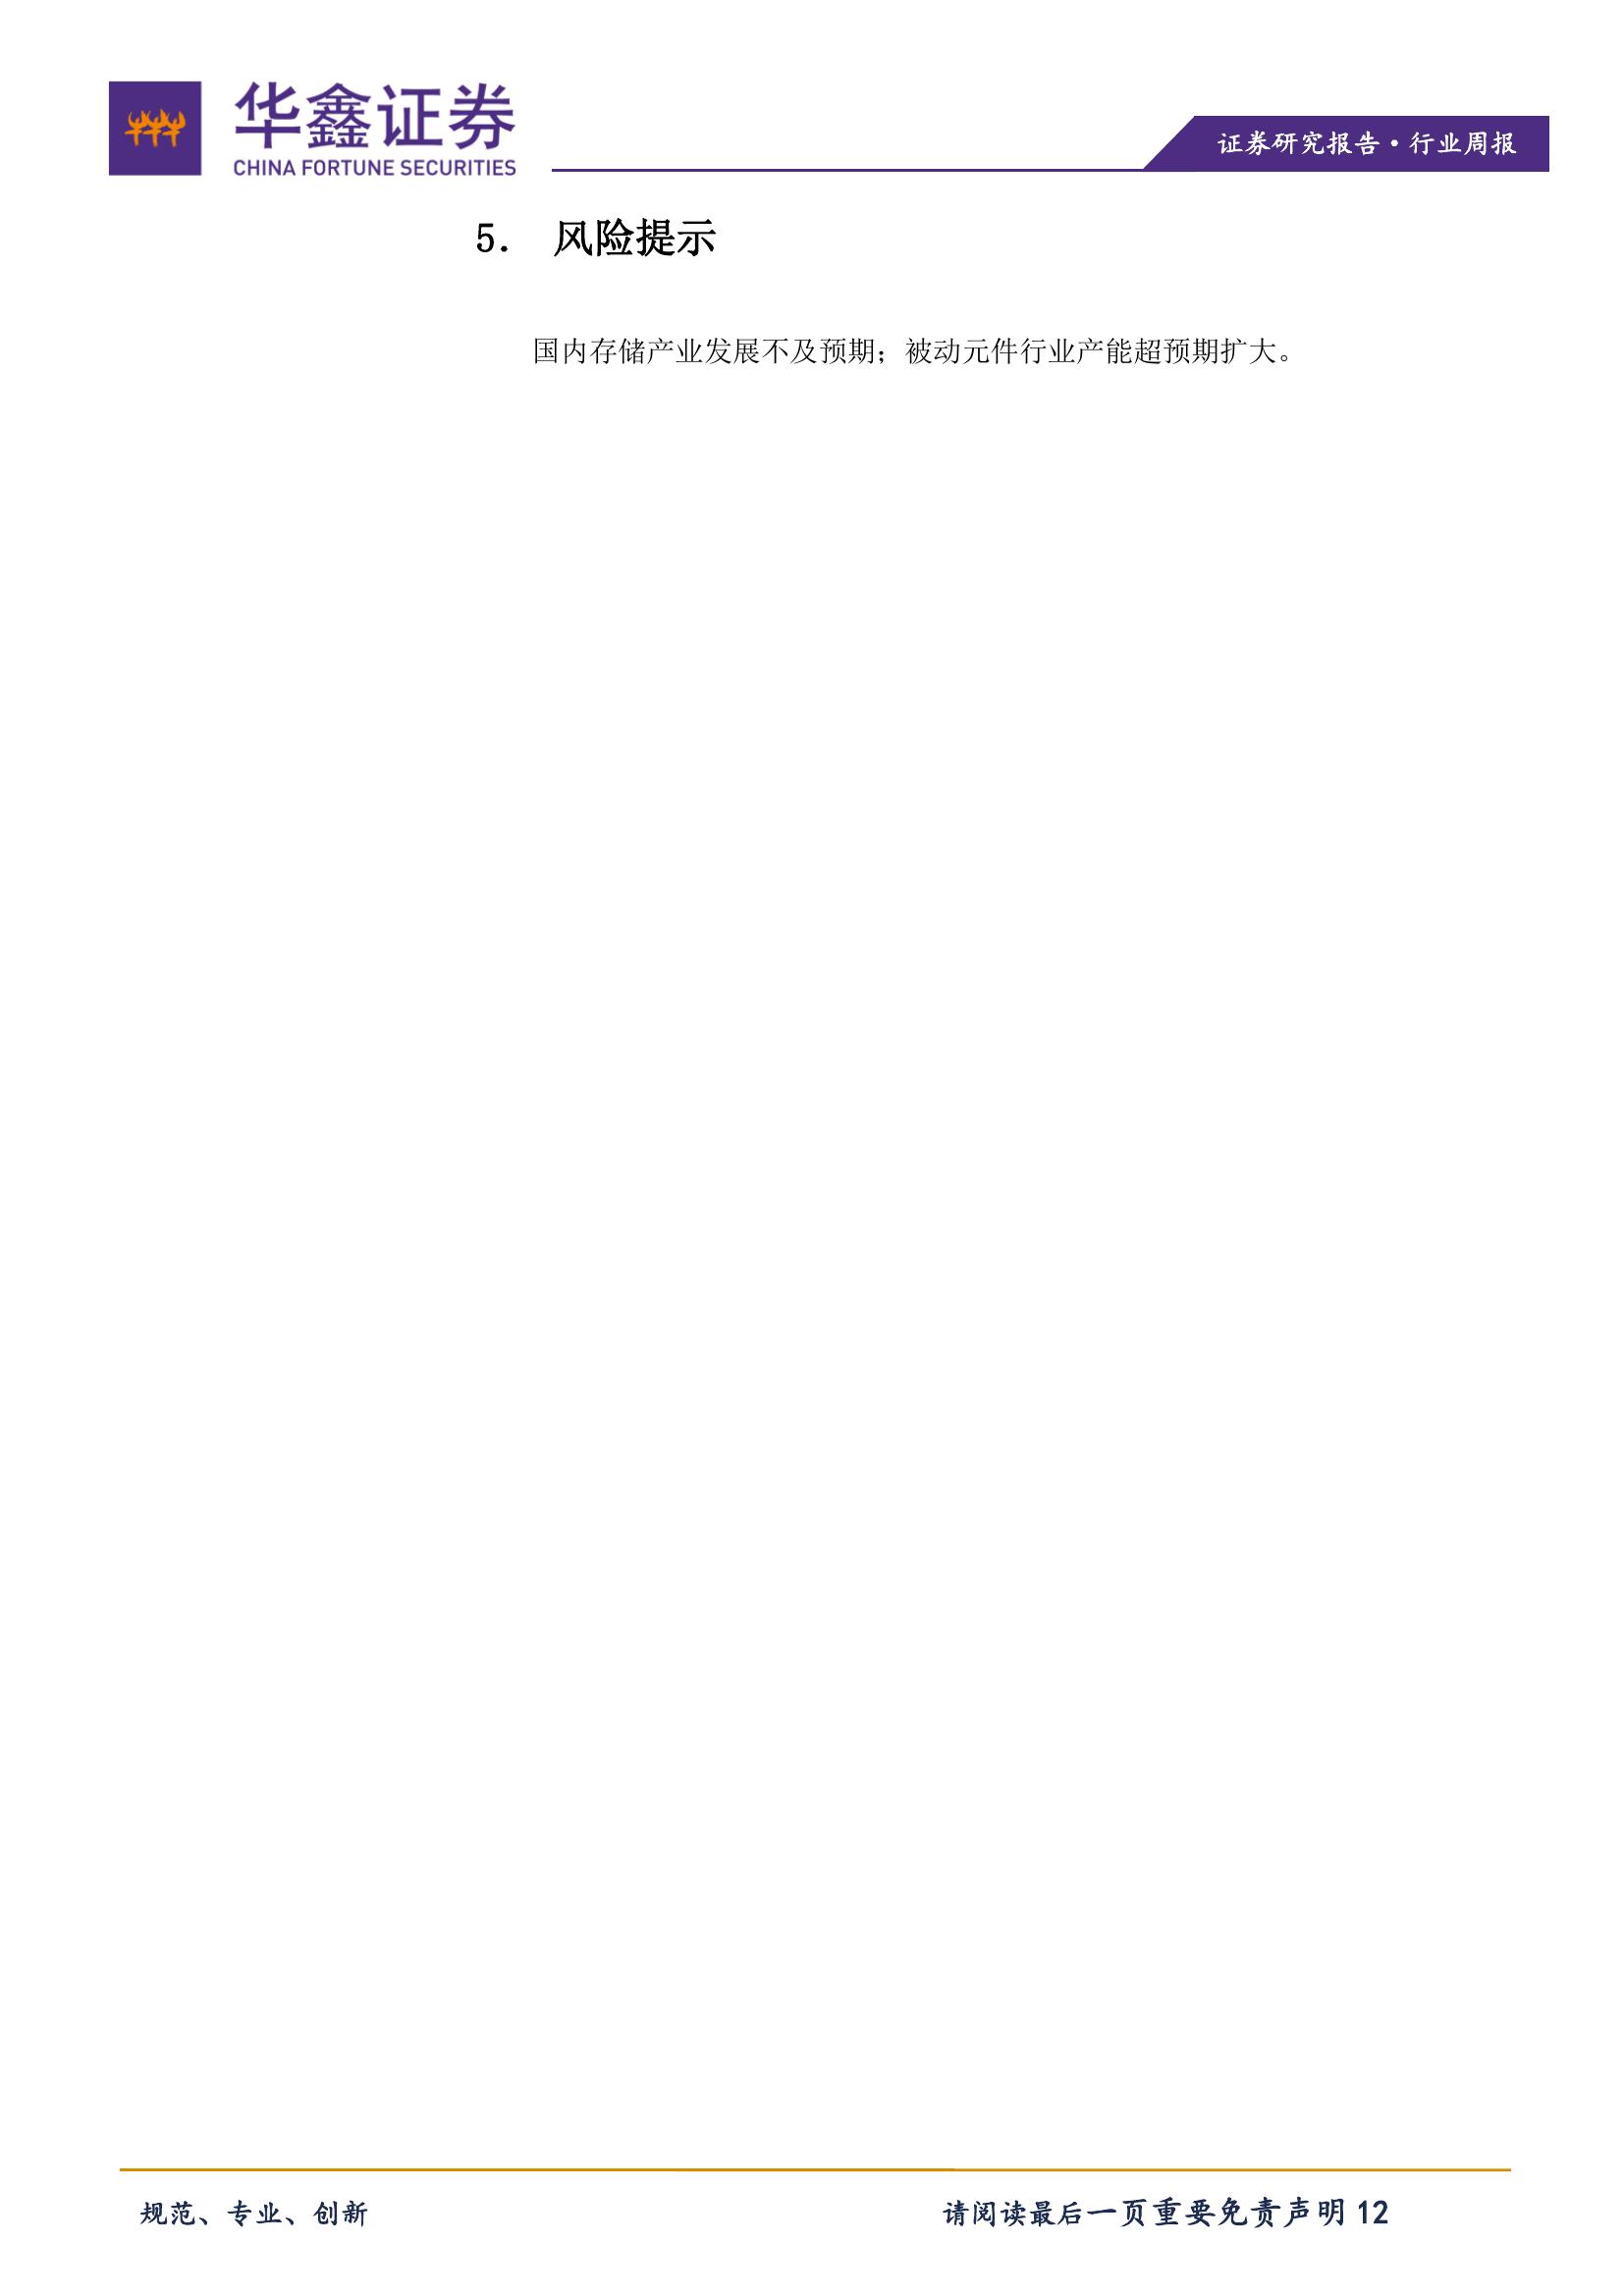 华鑫证券
CHINA FORTUNE SECURITIES
证券研究报告·行业周报
5. 风险提示
国内存储产业发展不及预期；被动元件行业产能超预期扩大。
规范、专业、创新
请阅读最后一页重要免责声明 12